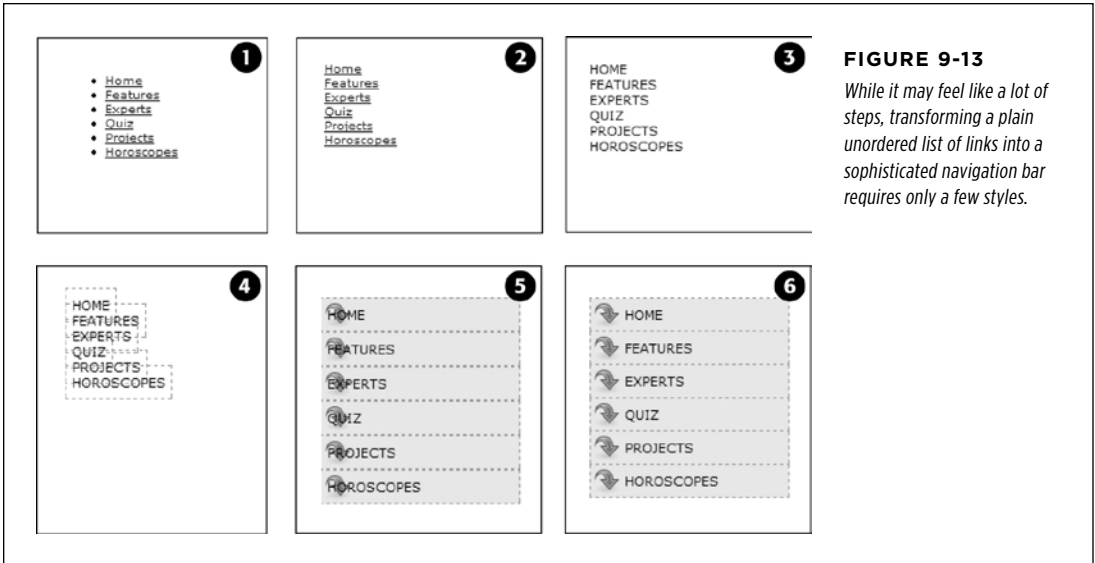 1
Home
Features
Experts
Quiz
Projects
Horoscopes
2
Home
Features
Experts
Quiz
Projects
Horoscopes
3
HOME
FEATURES
EXPERTS
QUIZ
PROJECTS
HOROSCOPES
FIGURE 9-13
While it may feel like a lot of
steps, transforming a plain
unordered list of links into a
sophisticated navigation bar
requires only a few styles.
4
HOME
FEATURES
EXPERTS
QUIZ
PROJECTS
HOROSCOPES
5
HOME
FEATURES
EXPERTS
QUIZ
PROJECTS
HOROSCOPES
6
HOME
FEATURES
EXPERTS
QUIZ
PROJECTS
HOROSCOPES